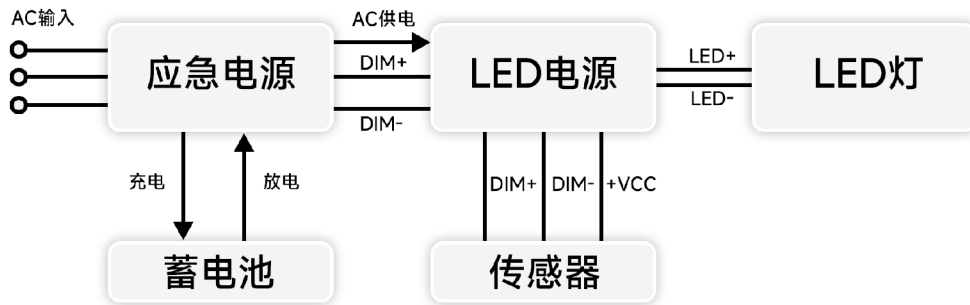 AC输入
AC供电
应急电源
DIM+
DIM-
LED电源
LED+
LED-
LED灯
充电
放电
DIM+
DIM-
+VCC
蓄电池
传感器